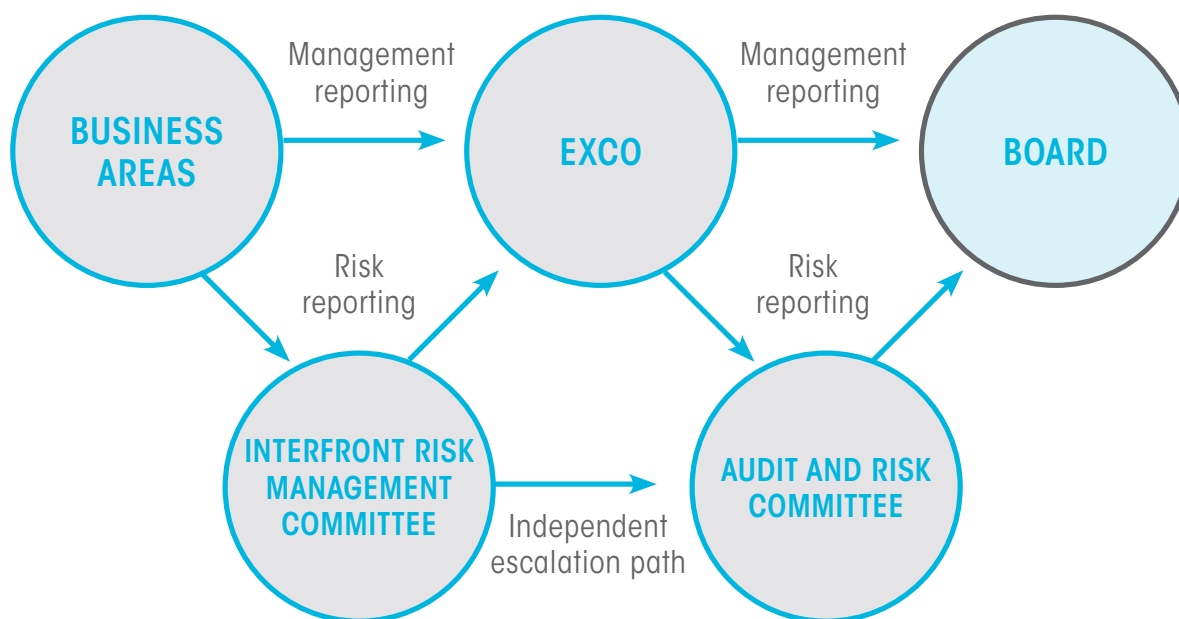 Management
reporting
Management
reporting
BUSINESS
AREAS
EXCO
BOARD
Risk
reporting
Risk
reporting
INTERFRONT RISK
MANAGEMENT
COMMITTEE
AUDIT AND RISK
COMMITTEE
Independent
escalation path